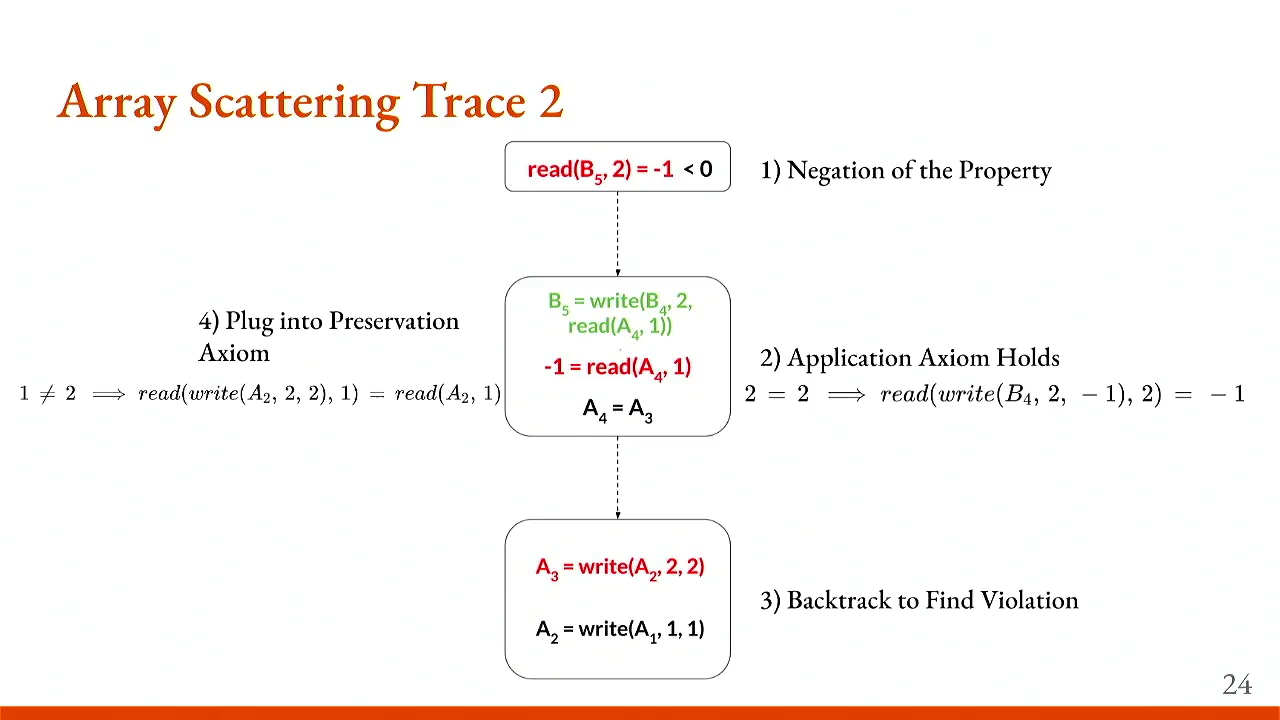 Array Scattering Trace 2
read(B₅, 2) = -1 < 0
1) Negation of the Property
B₅ = write(B₄, 2,
read(A₄, 1))
-1 = read(A₄, 1)
A₄ = A₃
4) Plug into Preservation
Axiom
1 ≠ 2 ⟹ read(write(A₂, 2, 2), 1) = read(A₂, 1)
2) Application Axiom Holds
2 = 2 ⟹ read(write(B₄, 2, −1), 2) = −1
A₃ = write(A₂, 2, 2)
A₂ = write(A₁, 1, 1)
3) Backtrack to Find Violation
24